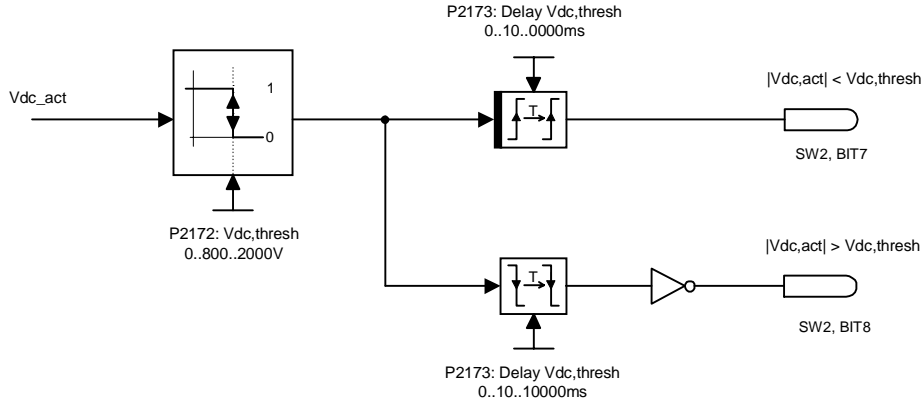 P2173: Delay Vdc,thresh
0..10..0000ms
|Vdc,act| < Vdc,thresh
Vdc_act
1
T
0
SW2, BIT7
P2172: Vdc,thresh
0..800..2000V
|Vdc,act| > Vdc,thresh
T
SW2, BIT8
P2173: Delay Vdc,thresh
0..10..10000ms